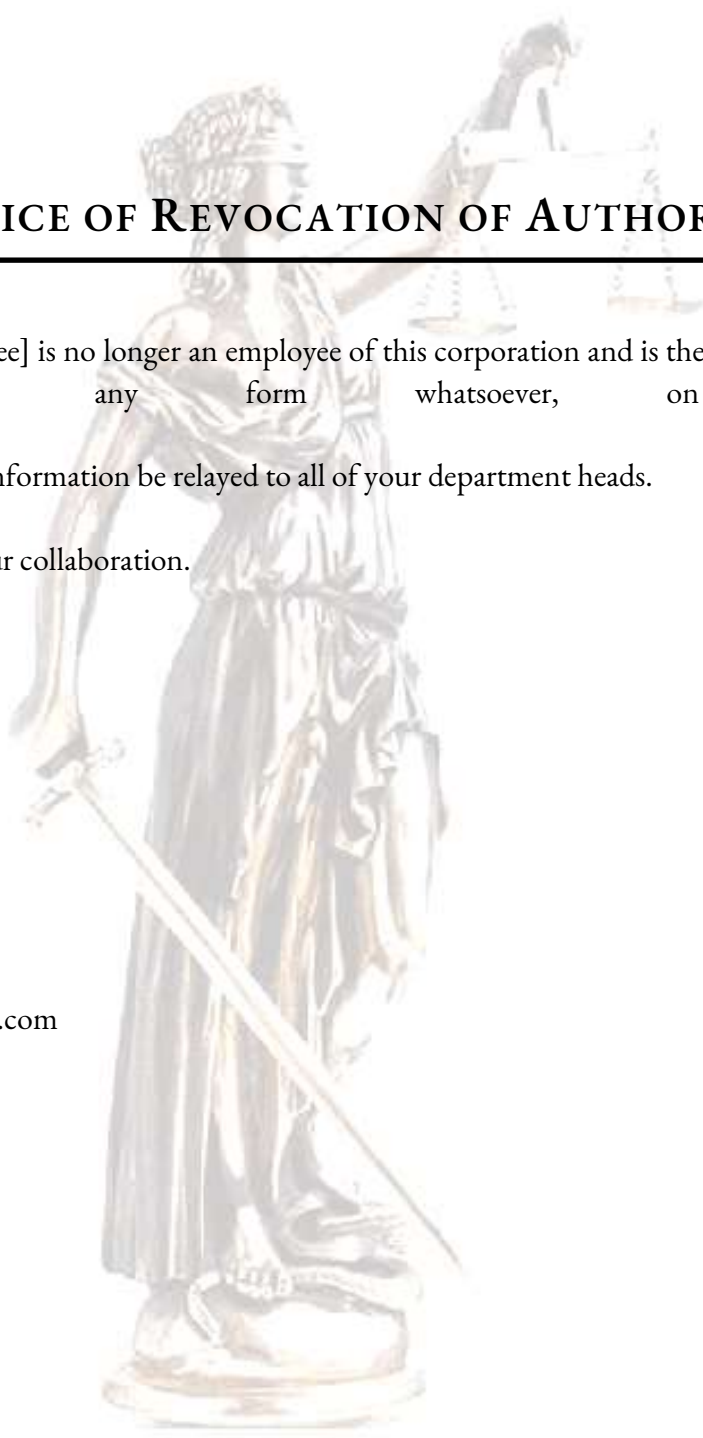 ICE OF REVOCATION OF AUTHOR
ee] is no longer an employee of this corporation and is the
any form whatsoever, on
nformation be relayed to all of your department heads.
ur collaboration.
.com